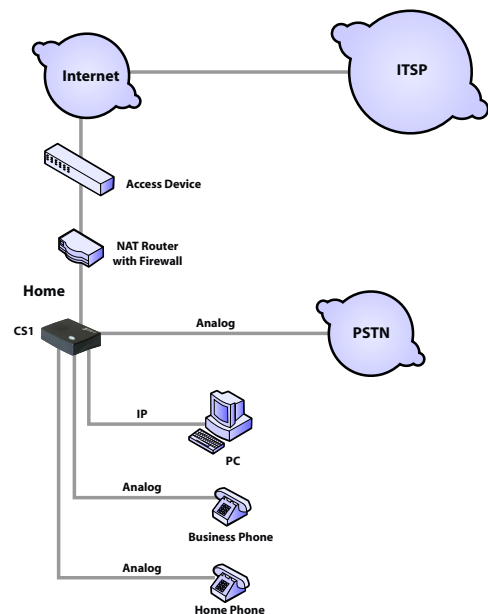 Internet
ITSP
Access Device
NAT Router
with Firewall
Home
CS1
Analog
PSTN
IP
PC
Analog
Business Phone
Analog
Home Phone